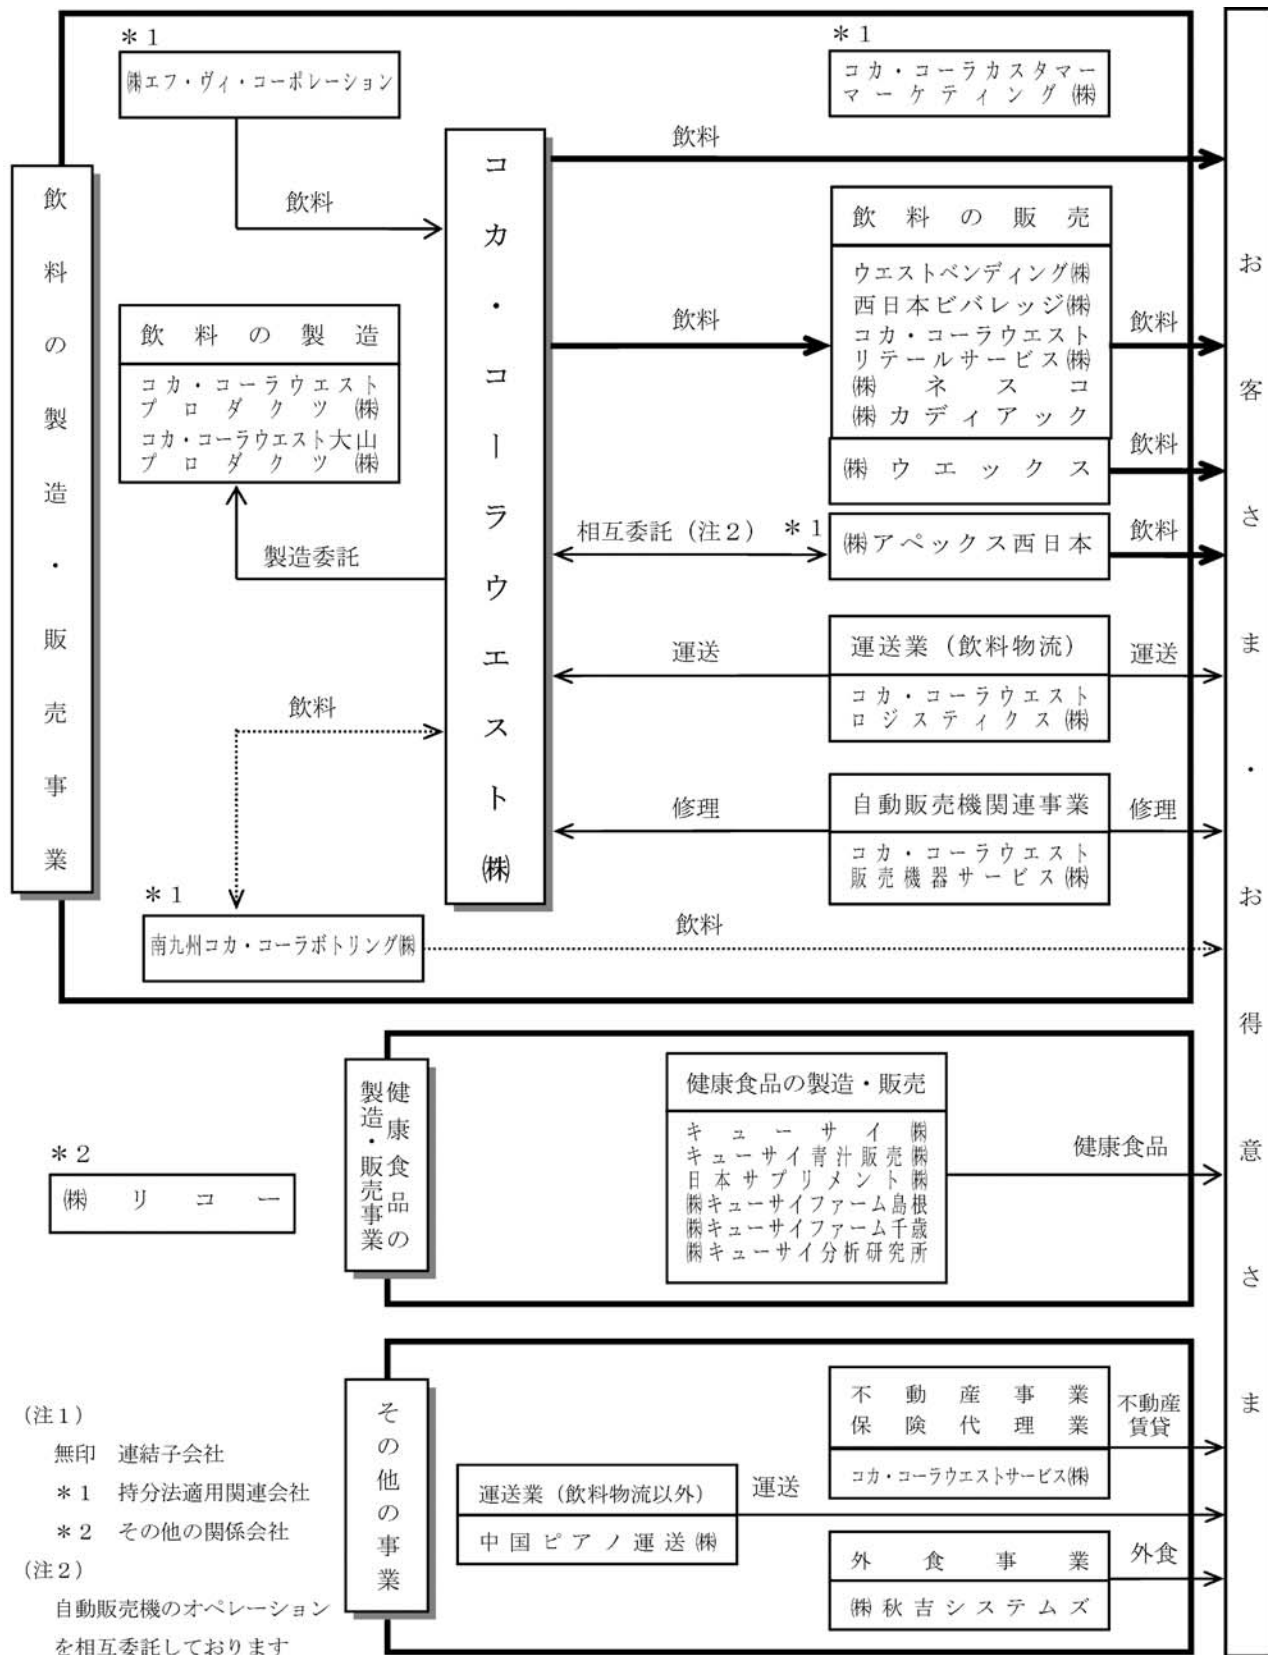 飲料の製造・販売事業
＊１
㈱エフ・ヴィ・コーポレーション
飲料
飲料の製造
コカ・コーラウエスト
プロダクツ㈱
コカ・コーラウエスト大山
プロダクツ㈱
製造委託
飲料
＊１
南九州コカ・コーラボトリング㈱
コカ・コーラウエスト㈱
＊１
コカ・コーラカスタマー
マーケティング㈱
飲料
飲料
飲料の販売
ウエストベンディング㈱
西日本ビバレッジ㈱
コカ・コーラウエスト
リテールサービス㈱
㈱ネスコ
㈱カディアック
飲料
㈱ウエックス
飲料
相互委託（注２）
＊１
㈱アペックス西日本
飲料
運送
運送業（飲料物流）
コカ・コーラウエスト
ロジスティクス㈱
運送
修理
自動販売機関連事業
コカ・コーラウエスト
販売機器サービス㈱
修理
飲料
お客さま・お得意さま
＊２
㈱リコー
健康食品の
製造・販売事業
健康食品の製造・販売
キューサイ㈱
キューサイ青汁販売㈱
日本サプリメント㈱
㈱キューサイファーム島根
㈱キューサイファーム千歳
㈱キューサイ分析研究所
健康食品
その他の事業
運送業（飲料物流以外）
中国ピアノ運送㈱
運送
不動産事業
保険代理業
コカ・コーラウエストサービス㈱
不動産
賃貸
外食事業
㈱秋吉システムズ
外食
（注１）
無印　連結子会社
＊１　持分法適用関連会社
＊２　その他の関係会社
（注２）
自動販売機のオペレーション
を相互委託しております